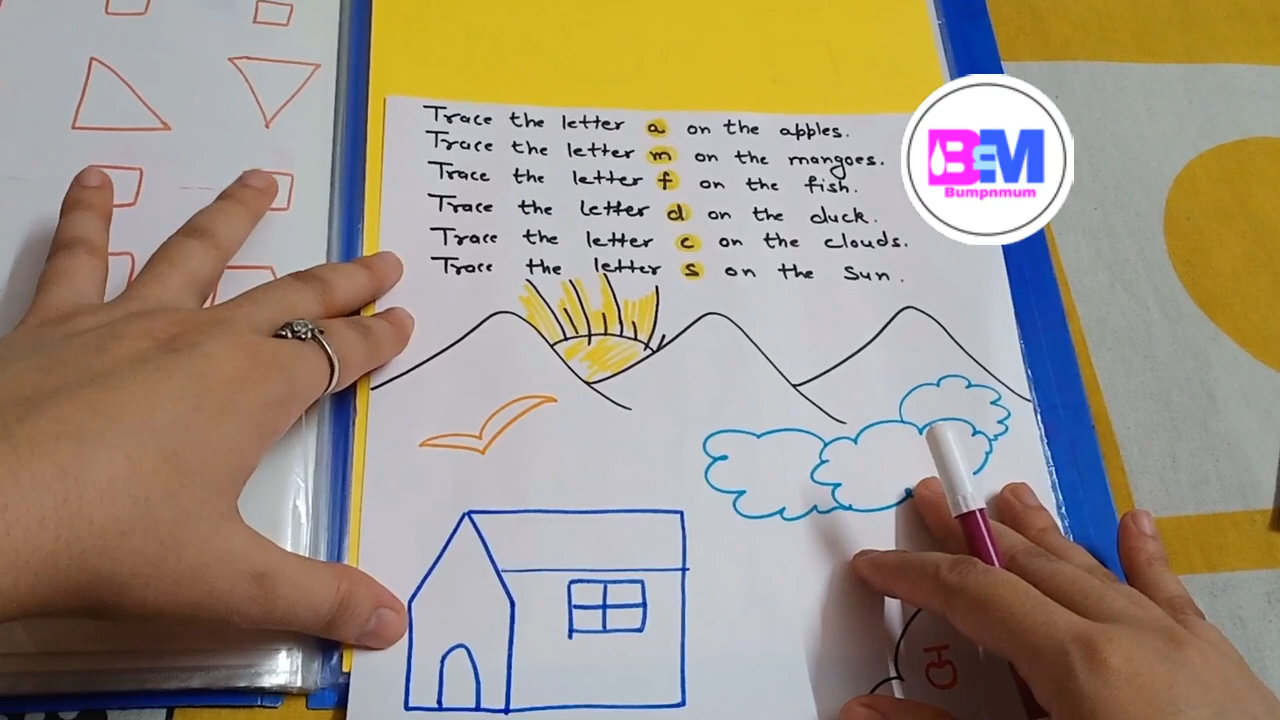 Trace the letter a on the apples.
Trace the letter m on the mangoes.
Trace the letter f on the fish.
Trace the letter d on the duck.
Trace the letter c on the clouds.
Trace the letter s on the Sun.
B&M
Bumpnmum